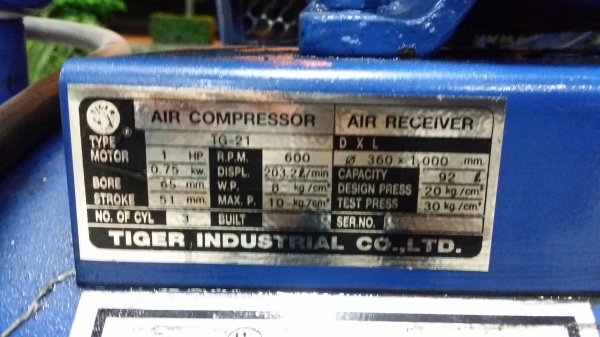 AIR COMPRESSOR AIR RECEIVER
TYPE TG-21 D X L
MOTOR 1 HP R.P.M. 600 ø 360 × 1,000 mm.
0.75 kw. DISPL. 203.2ℓ/min CAPACITY 92 ℓ
BORE 65 mm. W.P. 8 kg/cm² DESIGN PRESS 20 kg/cm²
STROKE 51 mm. MAX. P. 10 kg/cm² TEST PRESS 30 kg/cm²
NO. OF CYL 3 BUILT SER.NO.
TIGER INDUSTRIAL CO.,LTD.